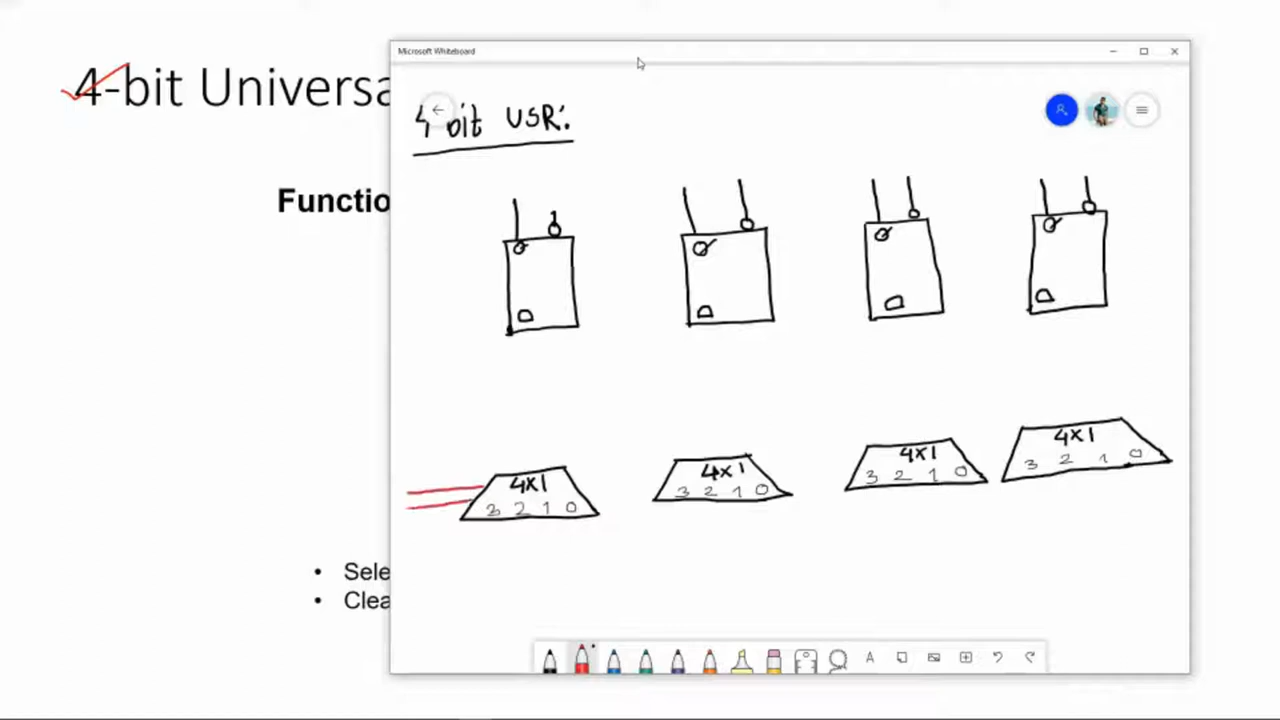 4-bit Universa
Microsoft Whiteboard
4 bit USR:
Functio
Q Q Q Q
D D D D
4x1 4x1 4x1 4x1
3 2 1 0 3 2 1 0 3 2 1 0 3 2 1 0
• Sele
• Clea
A